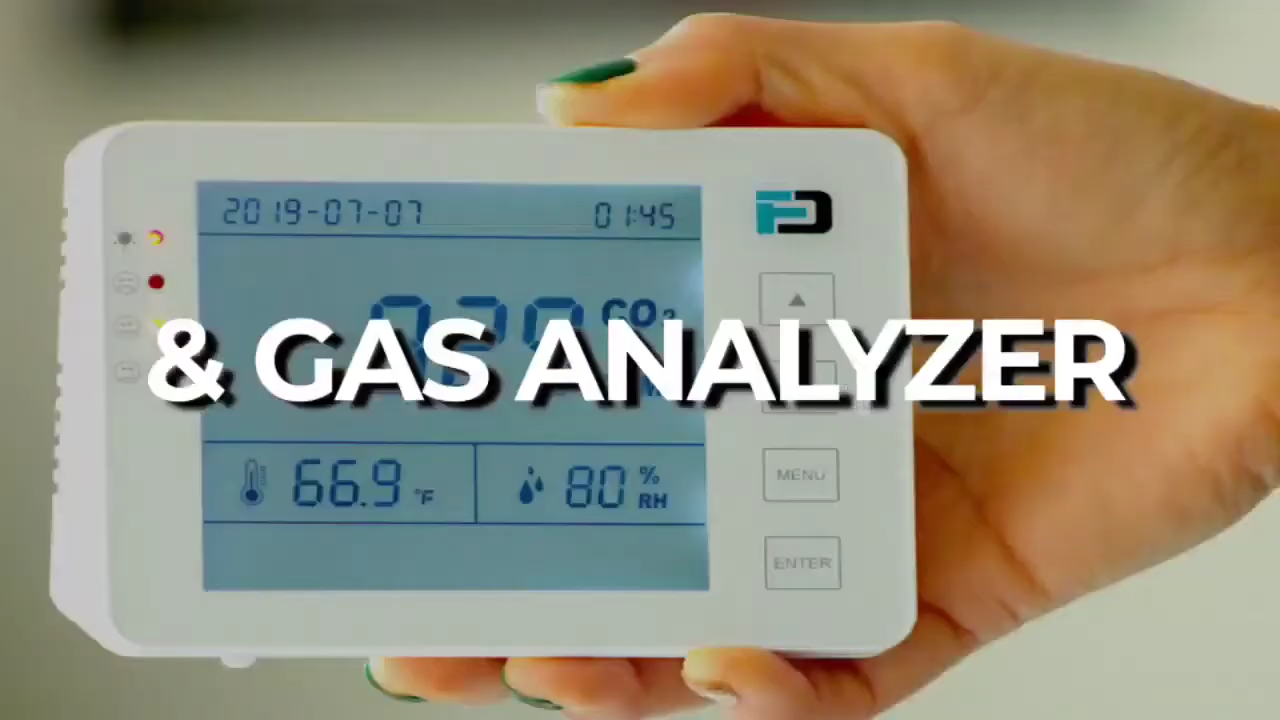 2019-07-07 01:45
CO2
& GAS ANALYZER
66.9 °F 80 % RH
MENU
ENTER